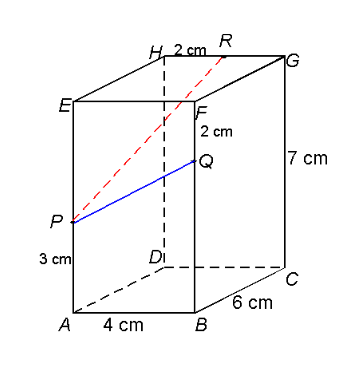 H 2 cm R G
E F
2 cm
Q 7 cm
P
3 cm
D
C
6 cm
A 4 cm B